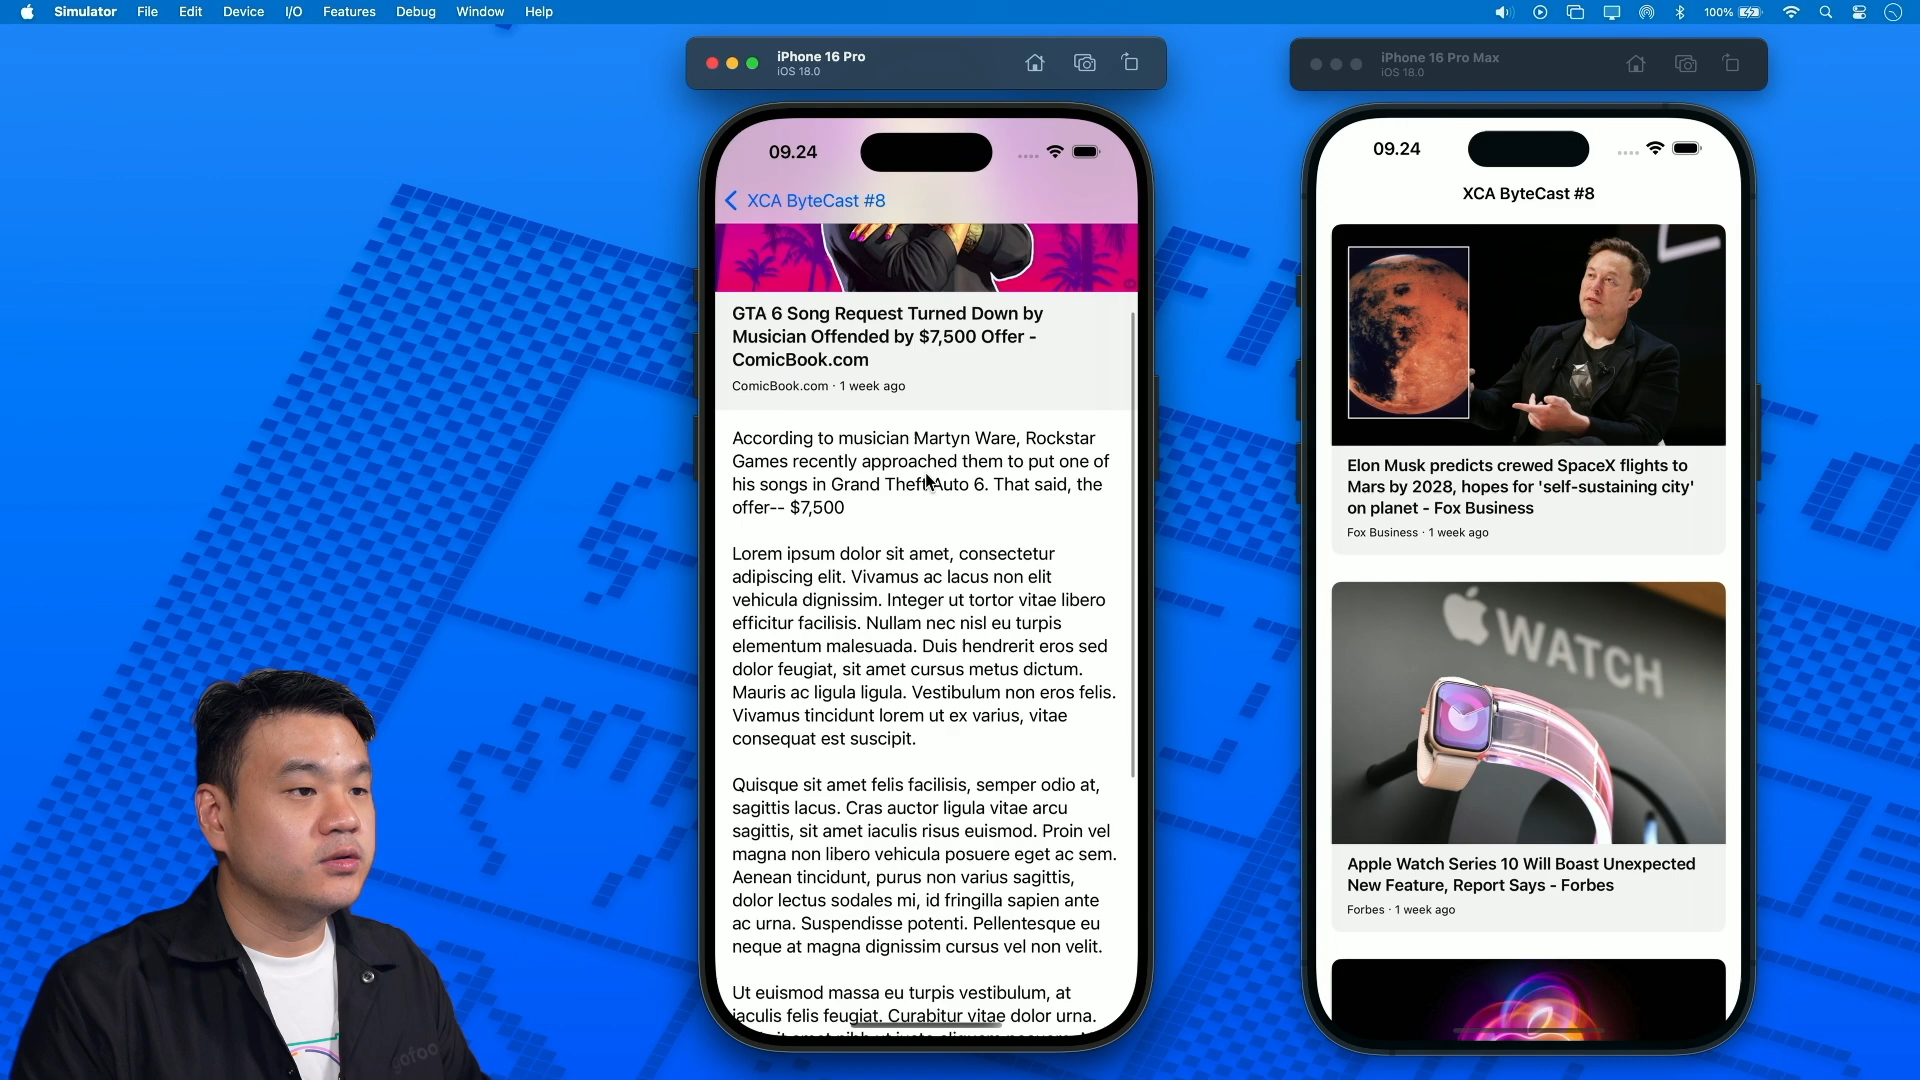 Simulator File Edit Device I/O Features Debug Window Help
100%
iPhone 16 Pro
iOS 18.0
09.24
XCA ByteCast #8
GTA 6 Song Request Turned Down by
Musician Offended by $7,500 Offer -
ComicBook.com
ComicBook.com · 1 week ago
According to musician Martyn Ware, Rockstar
Games recently approached them to put one of
his songs in Grand Theft Auto 6. That said, the
offer-- $7,500
Lorem ipsum dolor sit amet, consectetur
adipiscing elit. Vivamus ac lacus non elit
vehicula dignissim. Integer ut tortor vitae libero
efficitur facilisis. Nullam nec nisl eu turpis
elementum malesuada. Duis hendrerit eros sed
dolor feugiat, sit amet cursus metus dictum.
Mauris ac ligula ligula. Vestibulum non eros felis.
Vivamus tincidunt lorem ut ex varius, vitae
consequat est suscipit.
Quisque sit amet felis facilisis, semper odio at,
sagittis lacus. Cras auctor ligula vitae arcu
sagittis, sit amet iaculis risus euismod. Proin vel
magna non libero vehicula posuere eget ac sem.
Aenean tincidunt, purus non varius sagittis,
dolor lectus sodales mi, id fringilla sapien ante
ac urna. Suspendisse potenti. Pellentesque eu
neque at magna dignissim cursus vel non velit.
Ut euismod massa eu turpis vestibulum, at
iaculis felis feugiat. Curabitur vitae dolor urna.
iPhone 16 Pro Max
iOS 18.0
09.24
XCA ByteCast #8
Elon Musk predicts crewed SpaceX flights to
Mars by 2028, hopes for 'self-sustaining city'
on planet - Fox Business
Fox Business · 1 week ago
WATCH
Apple Watch Series 10 Will Boast Unexpected
New Feature, Report Says - Forbes
Forbes · 1 week ago